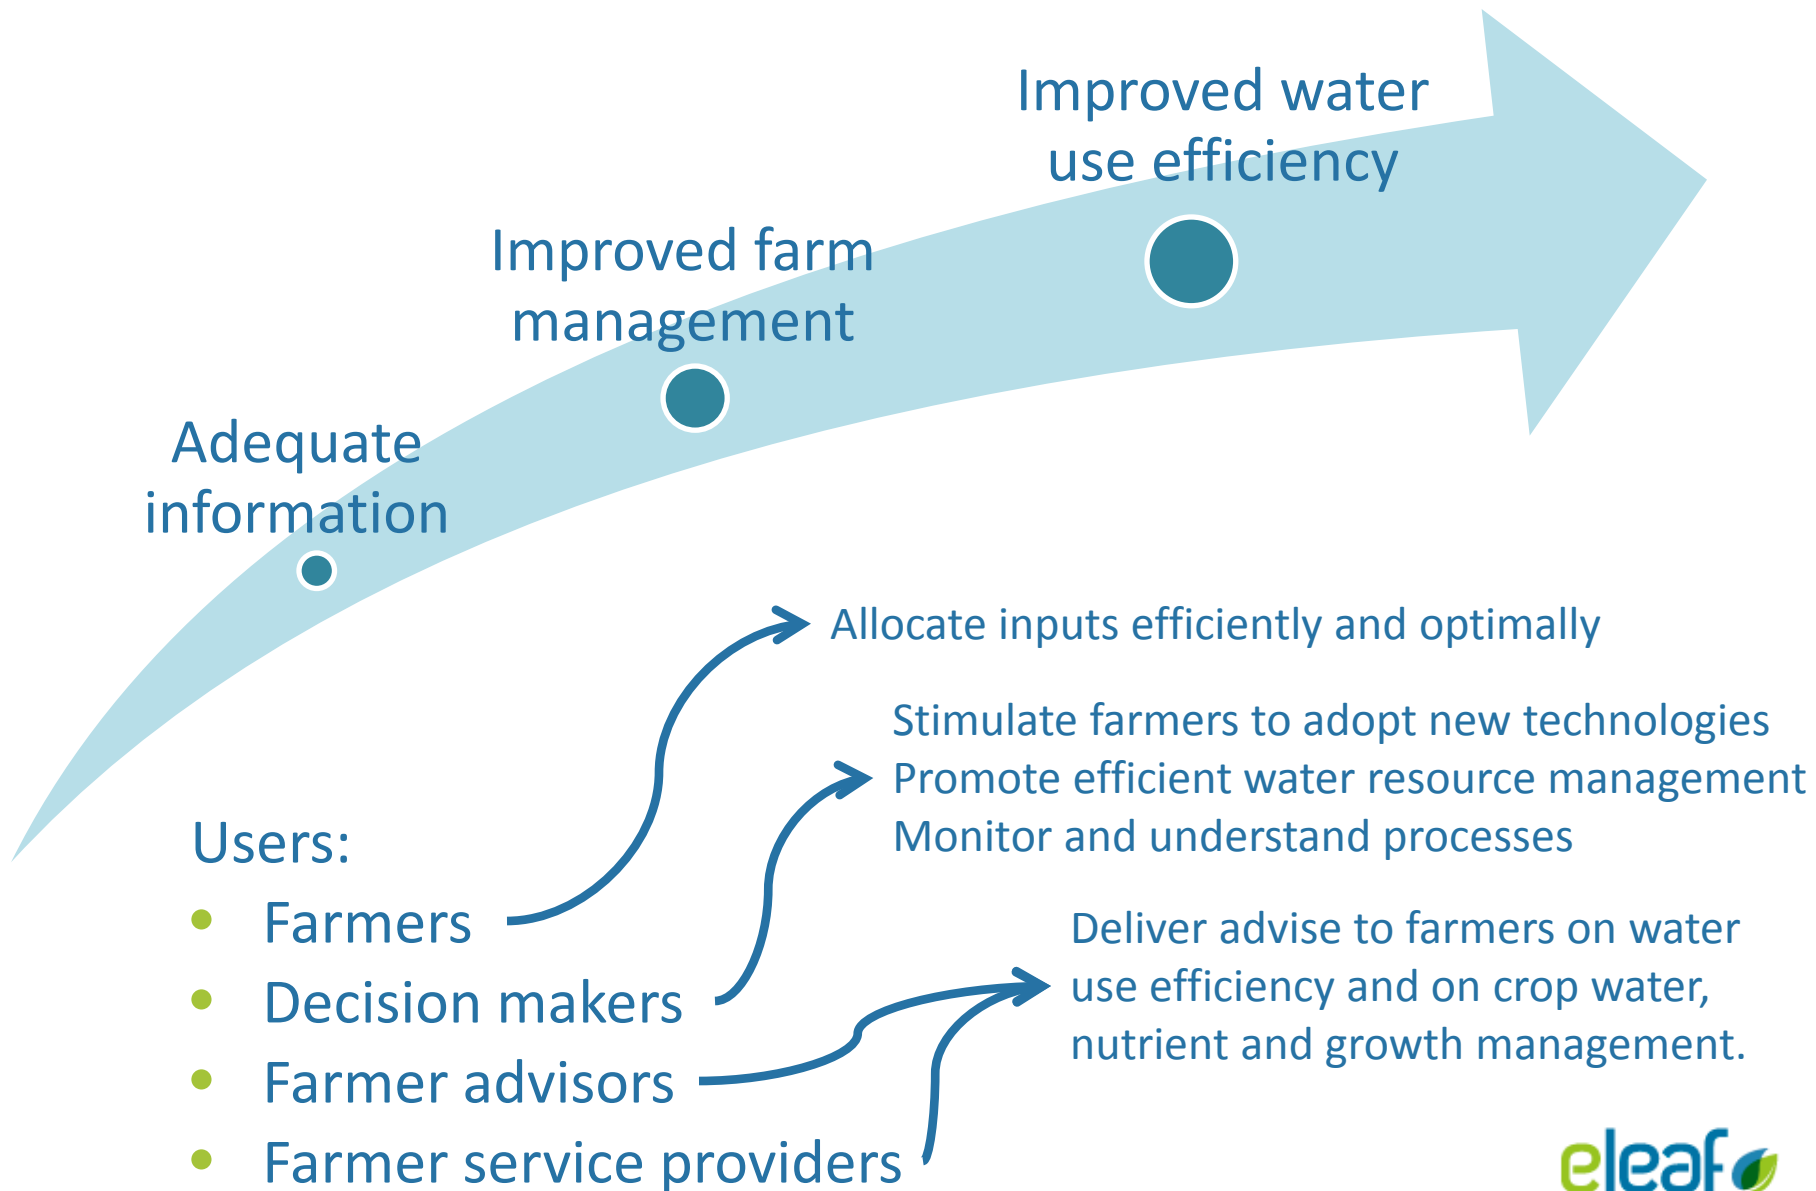 Improved water
use efficiency
Improved farm
management
Adequate
information
Allocate inputs efficiently and optimally
Stimulate farmers to adopt new technologies
Promote efficient water resource management
Monitor and understand processes
Users:
• Farmers
• Decision makers
• Farmer advisors
• Farmer service providers
Deliver advise to farmers on water
use efficiency and on crop water,
nutrient and growth management.
eleaf